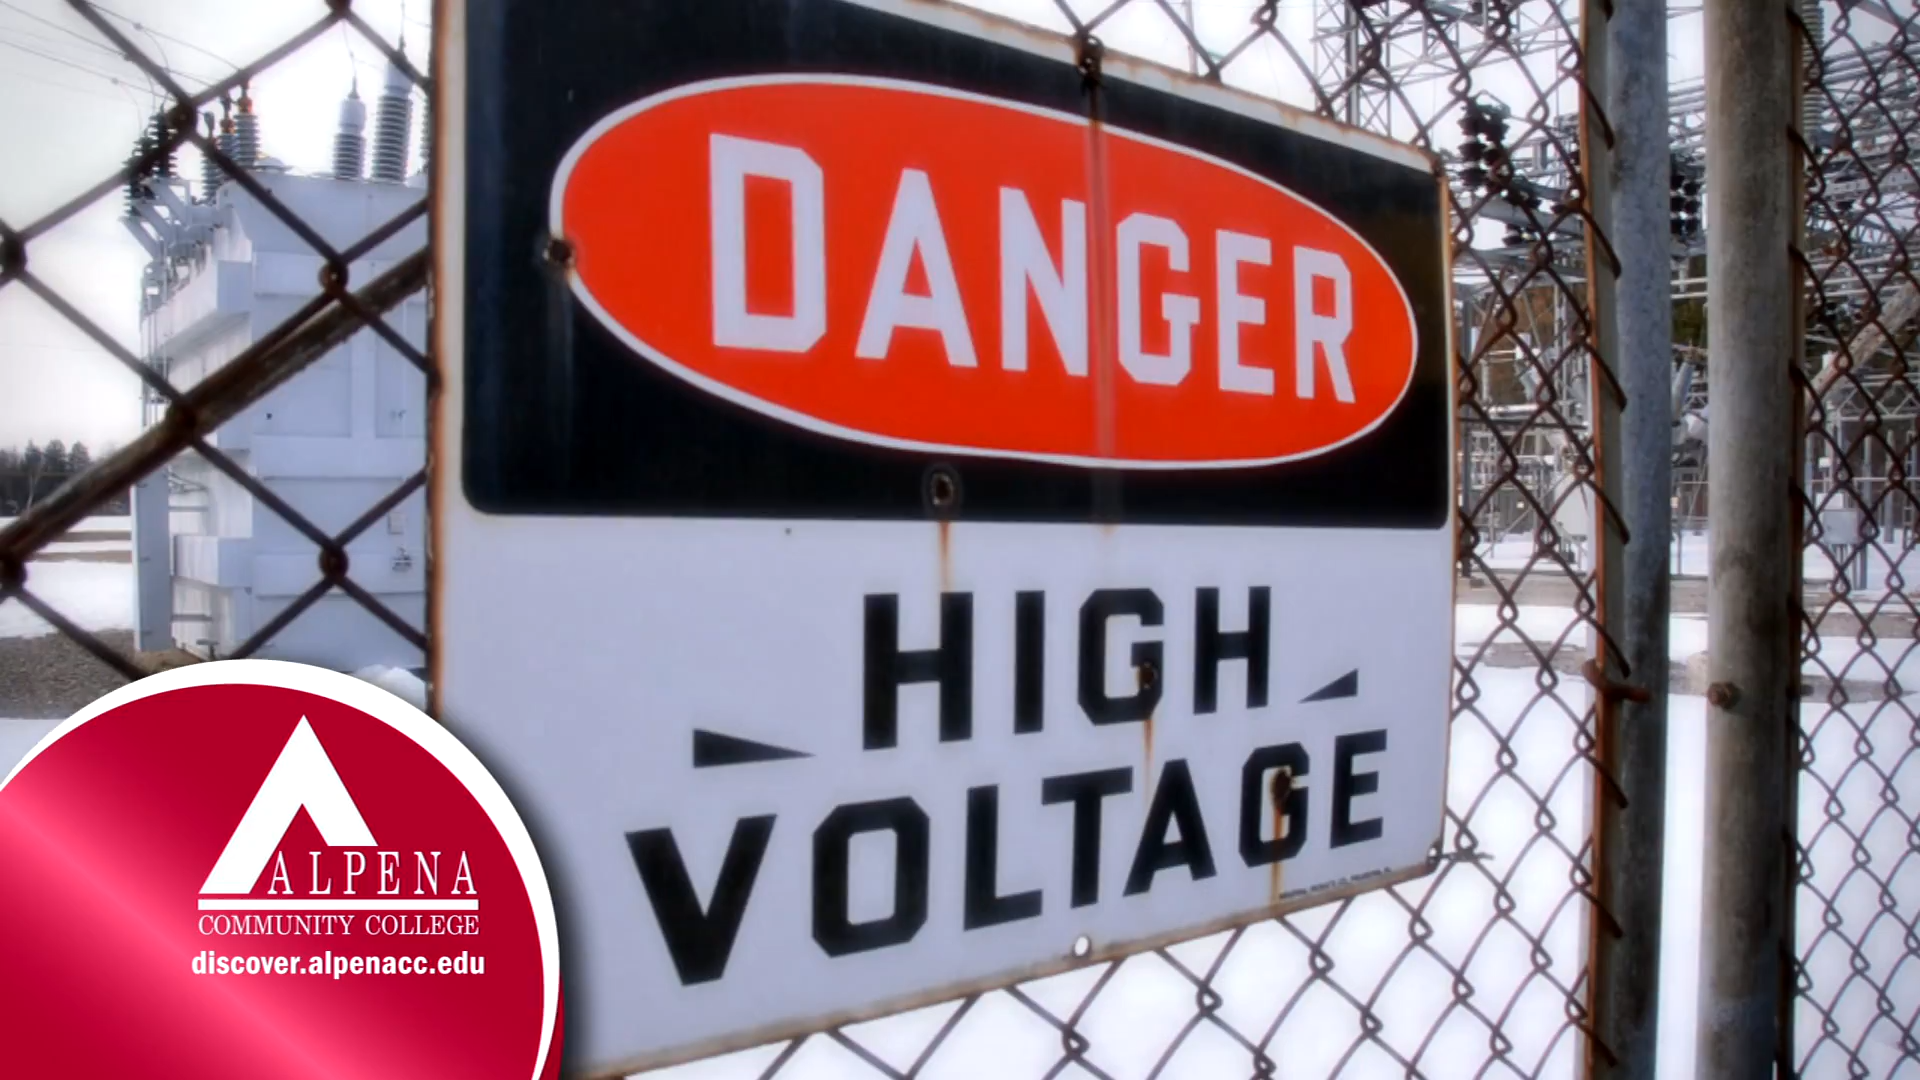 DANGER
HIGH
VOLTAGE
ALPENA
COMMUNITY COLLEGE
discover.alpenacc.edu